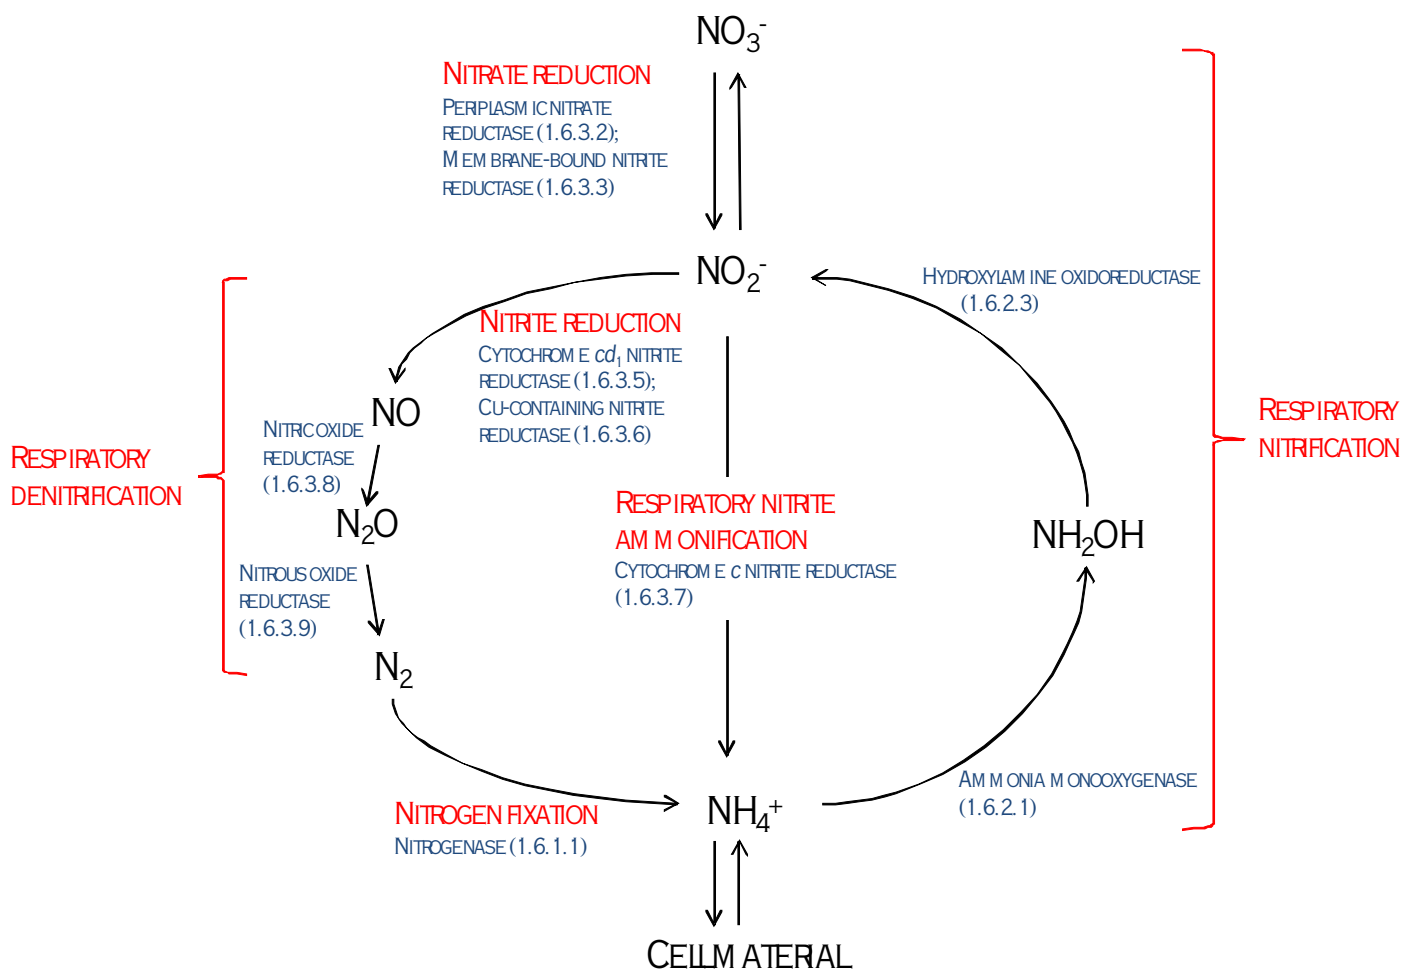 NO₃⁻
NITRATE REDUCTION
PERIPLASMIC NITRATE
REDUCTASE (1.6.3.2);
MEMBRANE-BOUND NITRITE
REDUCTASE (1.6.3.3)
NO₂⁻
HYDROXYLAMINE OXIDOREDUCTASE
(1.6.2.3)
NITRITE REDUCTION
CYTOCHROME cd₁ NITRITE
REDUCTASE (1.6.3.5);
CU-CONTAINING NITRITE
REDUCTASE (1.6.3.6)
NO
NITRIC OXIDE
REDUCTASE
(1.6.3.8)
RESPIRATORY
DENITRIFICATION
RESPIRATORY
NITRIFICATION
N₂O
RESPIRATORY NITRITE
AMMONIFICATION
CYTOCHROME c NITRITE REDUCTASE
(1.6.3.7)
NH₂OH
NITROUS OXIDE
REDUCTASE
(1.6.3.9)
N₂
NITROGEN FIXATION
NITROGENASE (1.6.1.1)
NH₄⁺
AMMONIA MONOOXYGENASE
(1.6.2.1)
CELL MATERIAL